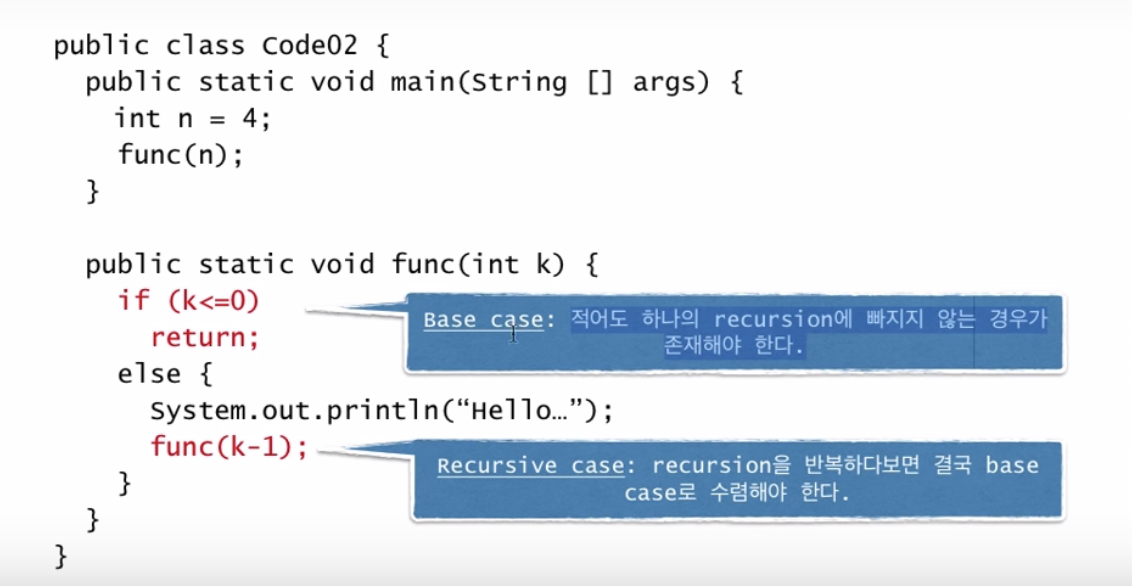 public class Code02 {
public static void main(String [] args) {
int n = 4;
func(n);
}
public static void func(int k) {
if (k<=0)
return;
Base case: 적어도 하나의 recursion에 빠지지 않는 경우가
존재해야 한다.
else {
System.out.println(“Hello…”);
func(k-1);
Recursive case: recursion을 반복하다보면 결국 base
case로 수렴해야 한다.
}
}
}